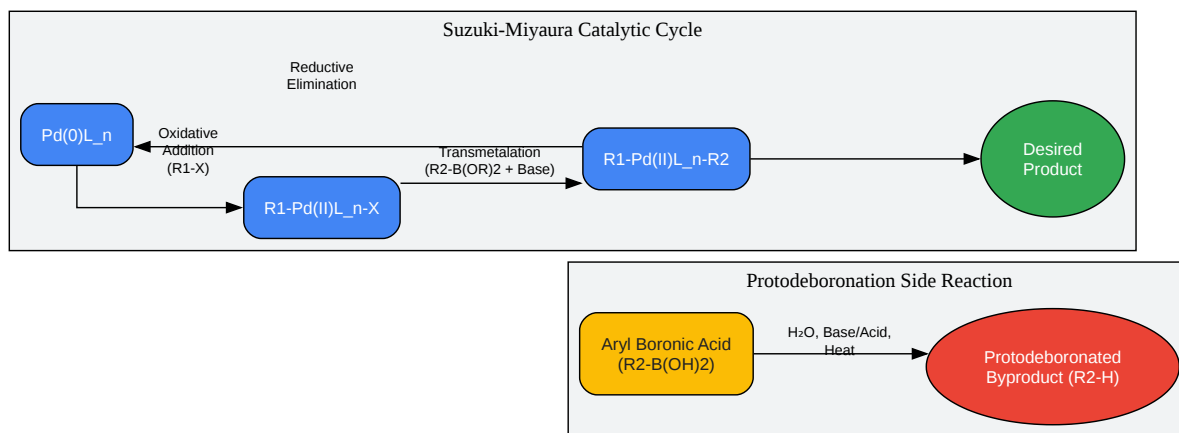 Suzuki-Miyaura Catalytic Cycle
Reductive
Elimination
Pd(0)L_n
Oxidative
Addition
(R1-X)
R1-Pd(II)L_n-X
Transmetalation
(R2-B(OR)2 + Base)
R1-Pd(II)L_n-R2
Desired
Product
Protodeboronation Side Reaction
Aryl Boronic Acid
(R2-B(OH)2)
H₂O, Base/Acid,
Heat
Protodeboronated
Byproduct (R2-H)